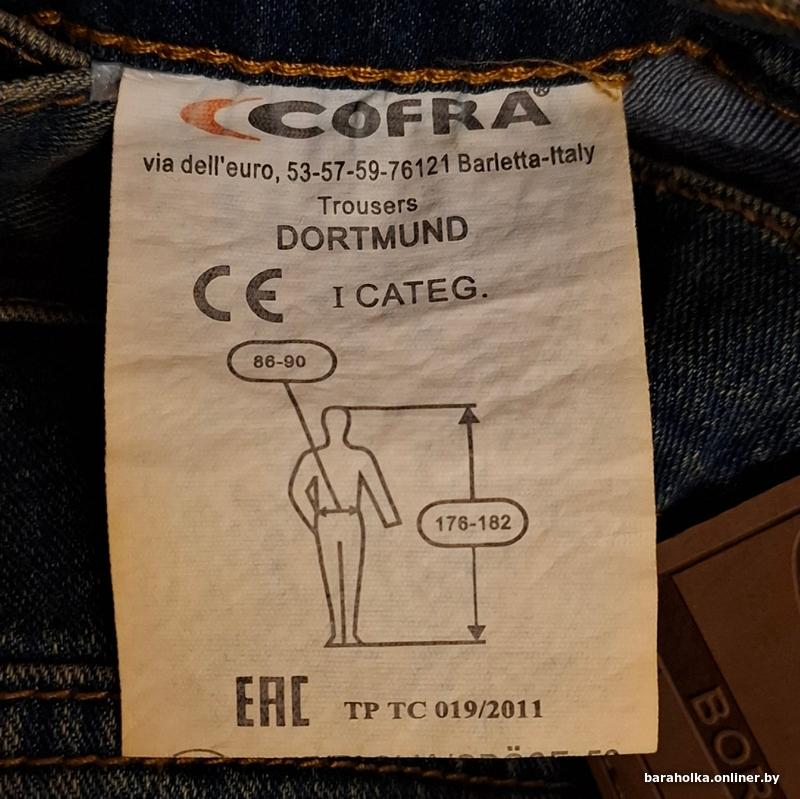 COFRA®
via dell'euro, 53-57-59-76121 Barletta-Italy
Trousers
DORTMUND
CE I CATEG.
86-90
176-182
EAC TP TC 019/2011
BOR
baraholka.onliner.by